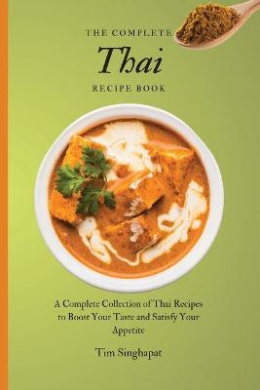 THE COMPLETE
Thai
RECIPE BOOK
A Complete Collection of Thai Recipes
to Boost Your Taste and Satisfy Your
Appetite
Tim Singhapat